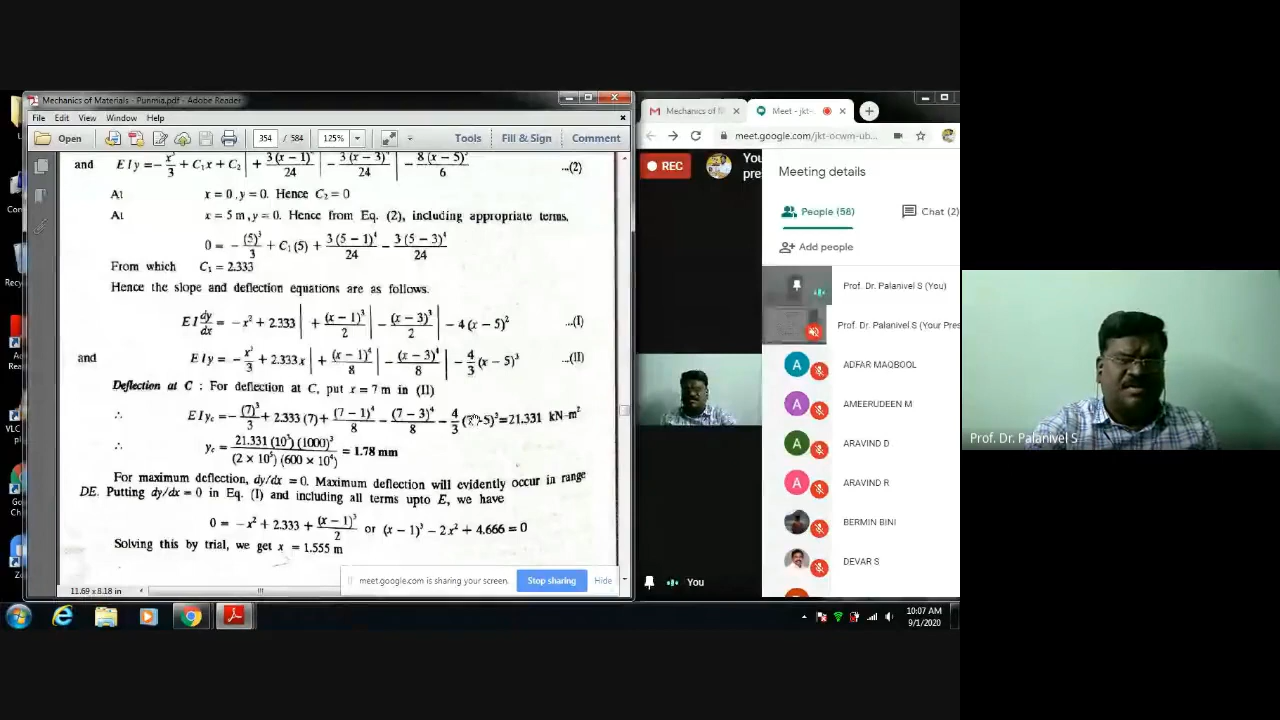 Mechanics of Materials - Punmia.pdf - Adobe Reader
File Edit View Window Help
Open 354 / 584 125% Tools Fill & Sign Comment
and E I y = - x³/3 + C₁ x + C₂ | + 3 (x − 1)⁴/24 | − 3 (x − 3)⁴/24 | − 8 (x − 5)³/6 ...(2)
At x = 0 , y = 0. Hence C₂ = 0
At x = 5 m , y = 0. Hence from Eq. (2), including appropriate terms,
0 = − (5)³/3 + C₁ (5) + 3 (5 − 1)⁴/24 − 3 (5 − 3)⁴/24
From which C₁ = 2.333
Hence the slope and deflection equations are as follows.
E I dy/dx = − x² + 2.333 | + (x − 1)³/2 | − (x − 3)³/2 | − 4 (x − 5)² ...(I)
and E I y = − x³/3 + 2.333 x | + (x − 1)⁴/8 | − (x − 3)⁴/8 | − 4/3 (x − 5)³ ...(II)
Deflection at C : For deflection at C, put x = 7 m in (II)
∴ E I y_c = − (7)³/3 + 2.333 (7) + (7 − 1)⁴/8 − (7 − 3)⁴/8 − 4/3 (7-5)³ = 21.331 kN-m²
∴ y_c = 21.331 (10³) (1000)³/(2 × 10⁵) (600 × 10⁴) = 1.78 mm
For maximum deflection, dy/dx = 0. Maximum deflection will evidently occur in range
DE. Putting dy/dx = 0 in Eq. (I) and including all terms upto E, we have
0 = − x² + 2.333 + (x − 1)³/2 or (x − 1)³ − 2x² + 4.666 = 0
Solving this by trial, we get x = 1.555 m
11.69 x 8.18 in
meet.google.com is sharing your screen. Stop sharing Hide
Meet - jkt-
meet.google.com/jkt-ocwm-ub...
REC
Meeting details
People (58) Chat (2)
Add people
Prof. Dr. Palanivel S (You)
Prof. Dr. Palanivel S (Your Pres
A ADFAR MAQBOOL
A AMEERUDEEN M
A ARAVIND D
A ARAVIND R
BERMIN BINI
DEVAR S
You
10:07 AM
9/1/2020
Prof. Dr. Palanivel S